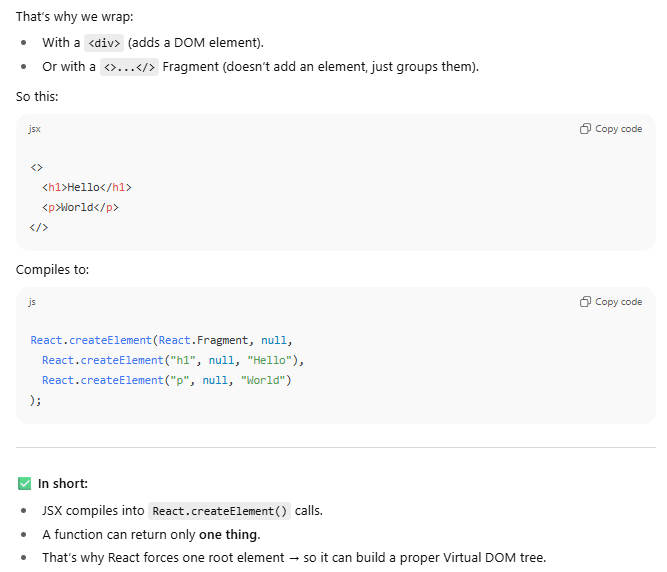 That's why we wrap:
• With a <div> (adds a DOM element).
• Or with a <>...</> Fragment (doesn't add an element, just groups them).
So this:
jsx Copy code
<>
  <h1>Hello</h1>
  <p>World</p>
</>
Compiles to:
js Copy code
React.createElement(React.Fragment, null,
  React.createElement("h1", null, "Hello"),
  React.createElement("p", null, "World")
);
✅ In short:
• JSX compiles into React.createElement() calls.
• A function can return only one thing.
• That's why React forces one root element → so it can build a proper Virtual DOM tree.